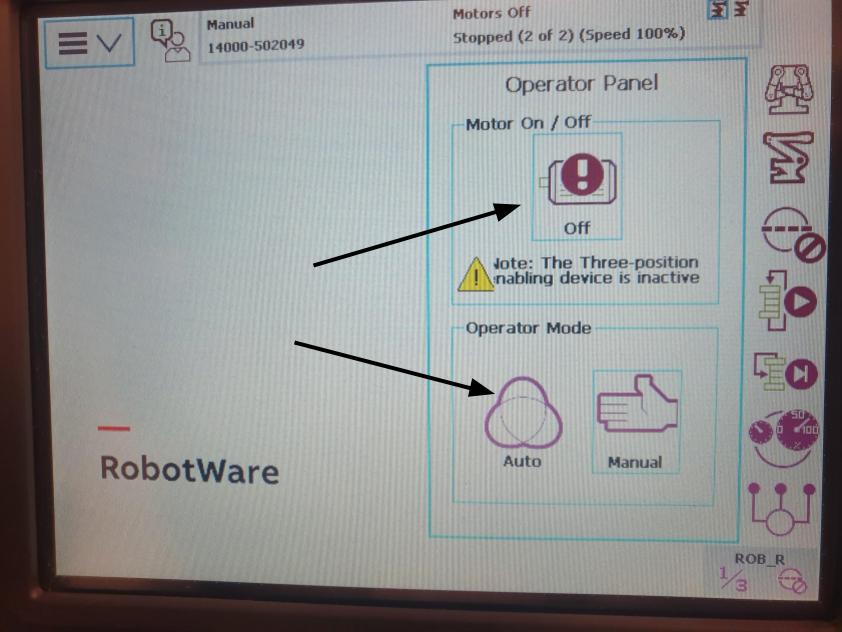 Manual
14000-502049
Motors Off
Stopped (2 of 2) (Speed 100%)
Operator Panel
Motor On / Off
Off
Note: The Three-position
enabling device is inactive
Operator Mode
Auto
Manual
RobotWare
50
0
100
%
ROB_R
1/3